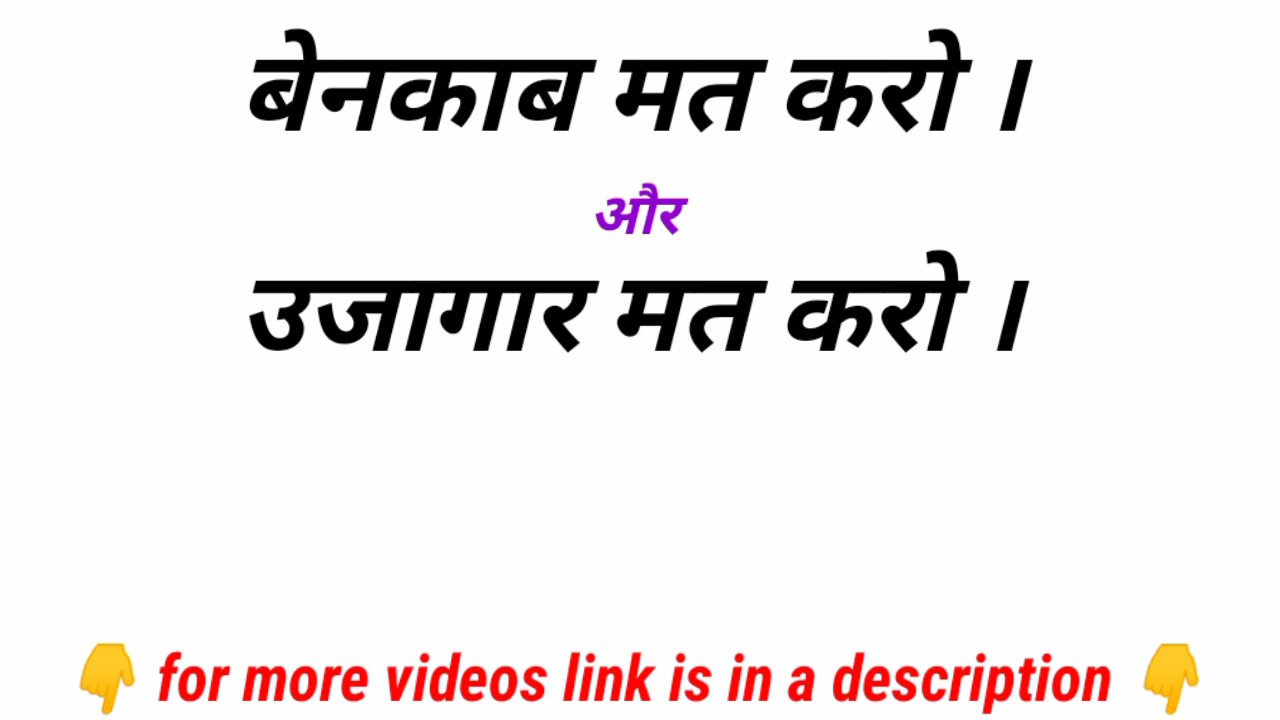 बेनकाब मत करो ।
और
उजागार मत करो ।
👇 for more videos link is in a description 👇